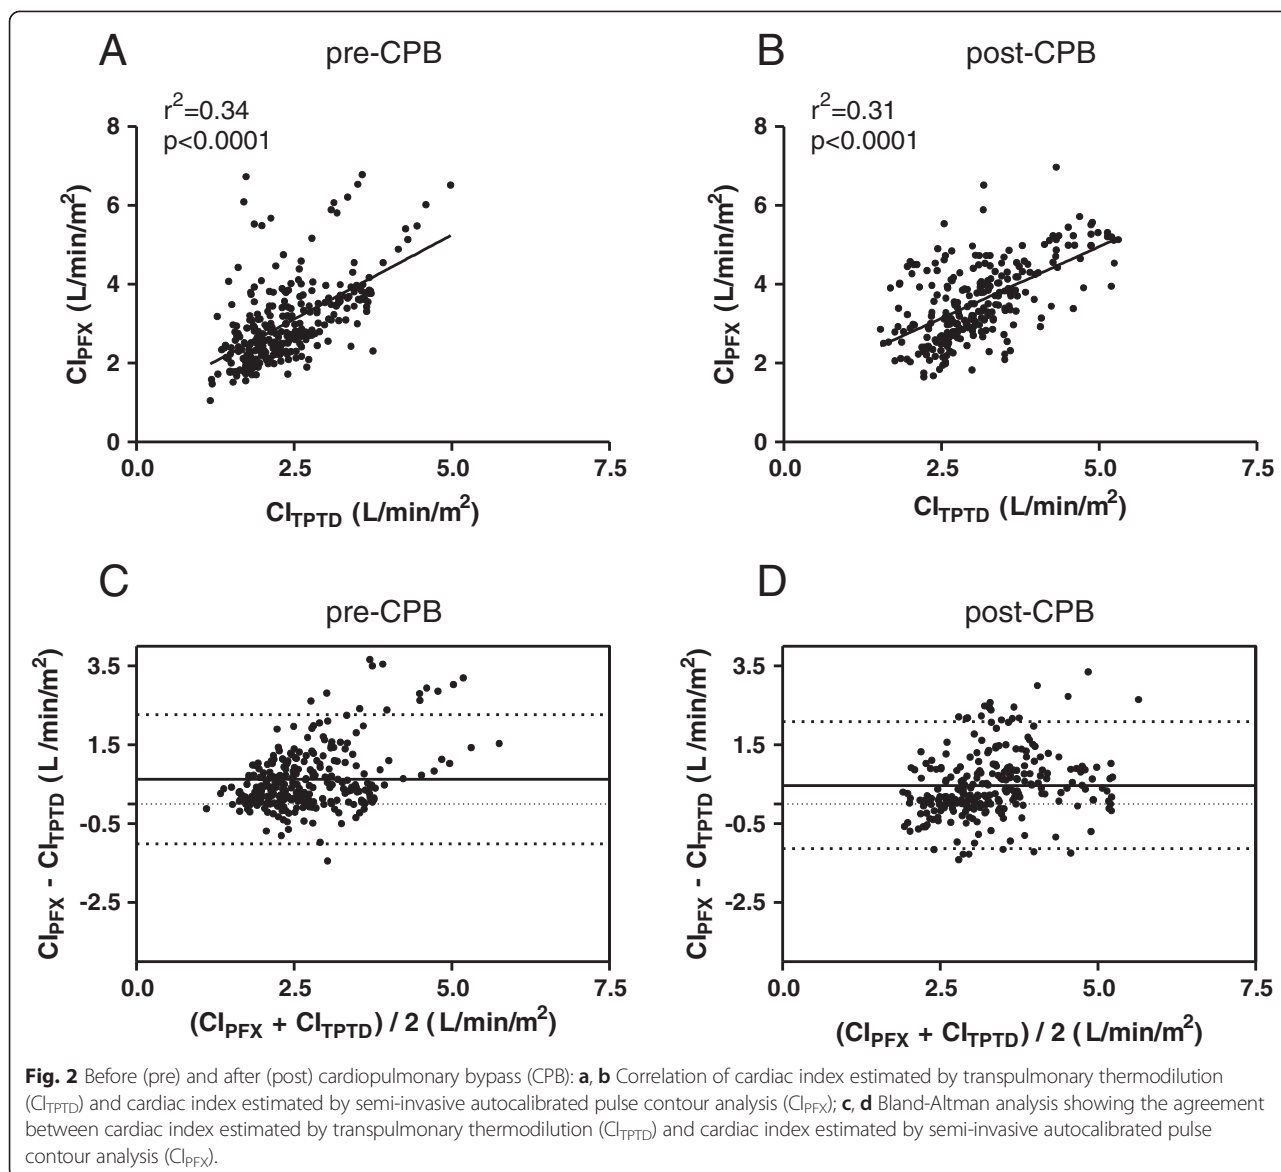 A
pre-CPB
r²=0.34
p<0.0001
8
6
4
2
0
CI_PFX (L/min/m²)
0.0 2.5 5.0 7.5
CI_TPTD (L/min/m²)
B
post-CPB
r²=0.31
p<0.0001
8
6
4
2
0
CI_PFX (L/min/m²)
0.0 2.5 5.0 7.5
CI_TPTD (L/min/m²)
C
pre-CPB
3.5
1.5
-0.5
-2.5
CI_PFX - CI_TPTD (L /min/m²)
0.0 2.5 5.0 7.5
(CI_PFX + CI_TPTD) / 2 ( L/min/m²)
D
post-CPB
3.5
1.5
-0.5
-2.5
CI_PFX - CI_TPTD (L /min/m²)
0.0 2.5 5.0 7.5
(CI_PFX + CI_TPTD) / 2 ( L/min/m²)
Fig. 2 Before (pre) and after (post) cardiopulmonary bypass (CPB): a, b Correlation of cardiac index estimated by transpulmonary thermodilution
(CI_TPTD) and cardiac index estimated by semi-invasive autocalibrated pulse contour analysis (CI_PFX); c, d Bland-Altman analysis showing the agreement
between cardiac index estimated by transpulmonary thermodilution (CI_TPTD) and cardiac index estimated by semi-invasive autocalibrated pulse
contour analysis (CI_PFX).